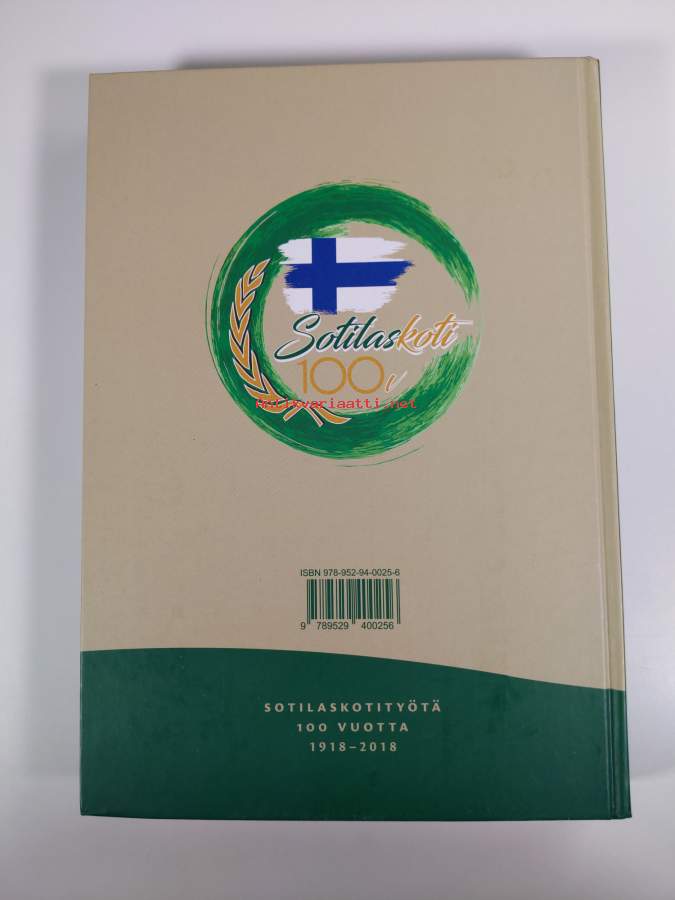 Sotilaskoti
100v
Antikvariaatti.net
ISBN 978-952-94-0025-6
9 789529 400256
SOTILASKOTITYÖTÄ
100 VUOTTA
1918–2018